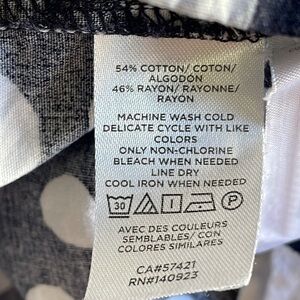 54% COTTON/ COTON/
ALGODON
46% RAYON/ RAYONNE/
RAYON
MACHINE WASH COLD
DELICATE CYCLE WITH LIKE
COLORS
ONLY NON-CHLORINE
BLEACH WHEN NEEDED
LINE DRY
COOL IRON WHEN NEEDED
30 P
AVEC DES COULEURS
SEMBLABLES/ CON
COLORES SIMILARES
CA#57421
RN#140923